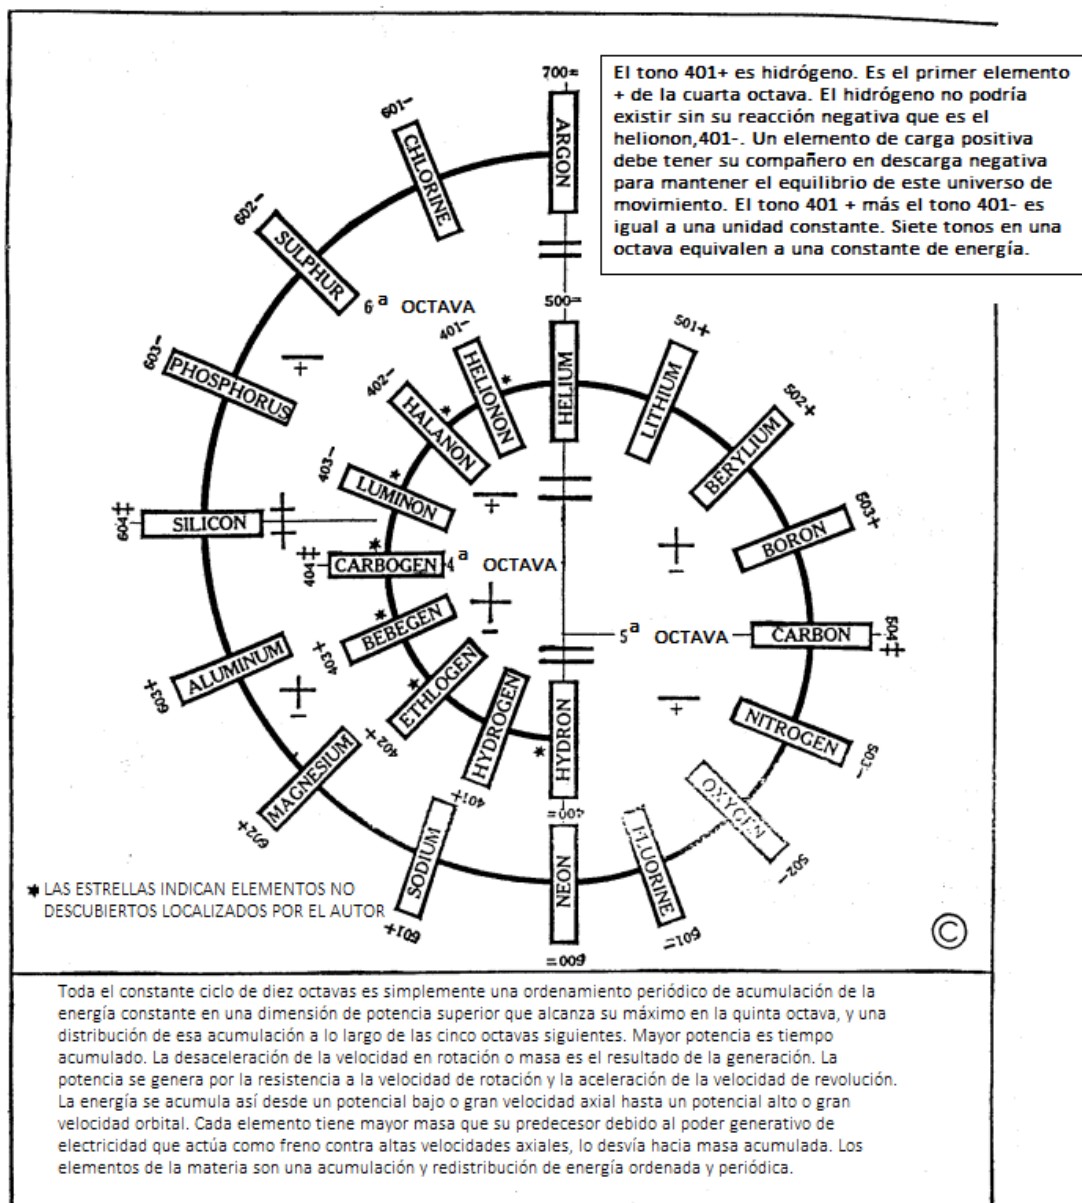 700=
ARGON
601-
CHLORINE
602-
SULPHUR
603-
PHOSPHORUS
604‡
SILICON
603+
ALUMINUM
602+
MAGNESIUM
601+
SODIUM
600=
NEON
601=
FLUORINE
502-
OXYGEN
503-
NITROGEN
504‡
CARBON
503+
BORON
502+
BERYLIUM
501+
LITHIUM
500=
HELIUM
401-
HELIONON
*
402-
HALANON
*
403-
LUMINON
*
404‡
CARBOGEN
*
403+
BEBEGEN
*
402+
ETHLOGEN
*
401+
HYDROGEN
400=
HYDRON
*
6ª OCTAVA
4ª OCTAVA
5ª OCTAVA
El tono 401+ es hidrógeno. Es el primer elemento
+ de la cuarta octava. El hidrógeno no podría
existir sin su reacción negativa que es el
helionon,401-. Un elemento de carga positiva
debe tener su compañero en descarga negativa
para mantener el equilibrio de este universo de
movimiento. El tono 401 + más el tono 401- es
igual a una unidad constante. Siete tonos en una
octava equivalen a una constante de energía.
* LAS ESTRELLAS INDICAN ELEMENTOS NO
DESCUBIERTOS LOCALIZADOS POR EL AUTOR
©
Toda el constante ciclo de diez octavas es simplemente una ordenamiento periódico de acumulación de la
energía constante en una dimensión de potencia superior que alcanza su máximo en la quinta octava, y una
distribución de esa acumulación a lo largo de las cinco octavas siguientes. Mayor potencia es tiempo
acumulado. La desaceleración de la velocidad en rotación o masa es el resultado de la generación. La
potencia se genera por la resistencia a la velocidad de rotación y la aceleración de la velocidad de revolución.
La energía se acumula así desde un potencial bajo o gran velocidad axial hasta un potencial alto o gran
velocidad orbital. Cada elemento tiene mayor masa que su predecesor debido al poder generativo de
electricidad que actúa como freno contra altas velocidades axiales, lo desvía hacia masa acumulada. Los
elementos de la materia son una acumulación y redistribución de energía ordenada y periódica.